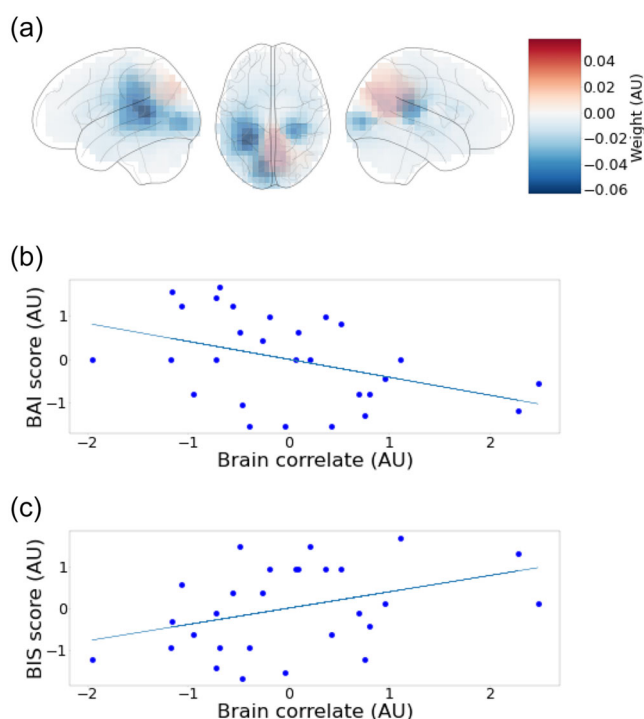 (a)
0.04
0.02
0.00
−0.02
−0.04
−0.06
Weight (AU)
(b)
BAI score (AU)
1
0
−1
−2 −1 0 1 2
Brain correlate (AU)
(c)
BIS score (AU)
1
0
−1
−2 −1 0 1 2
Brain correlate (AU)